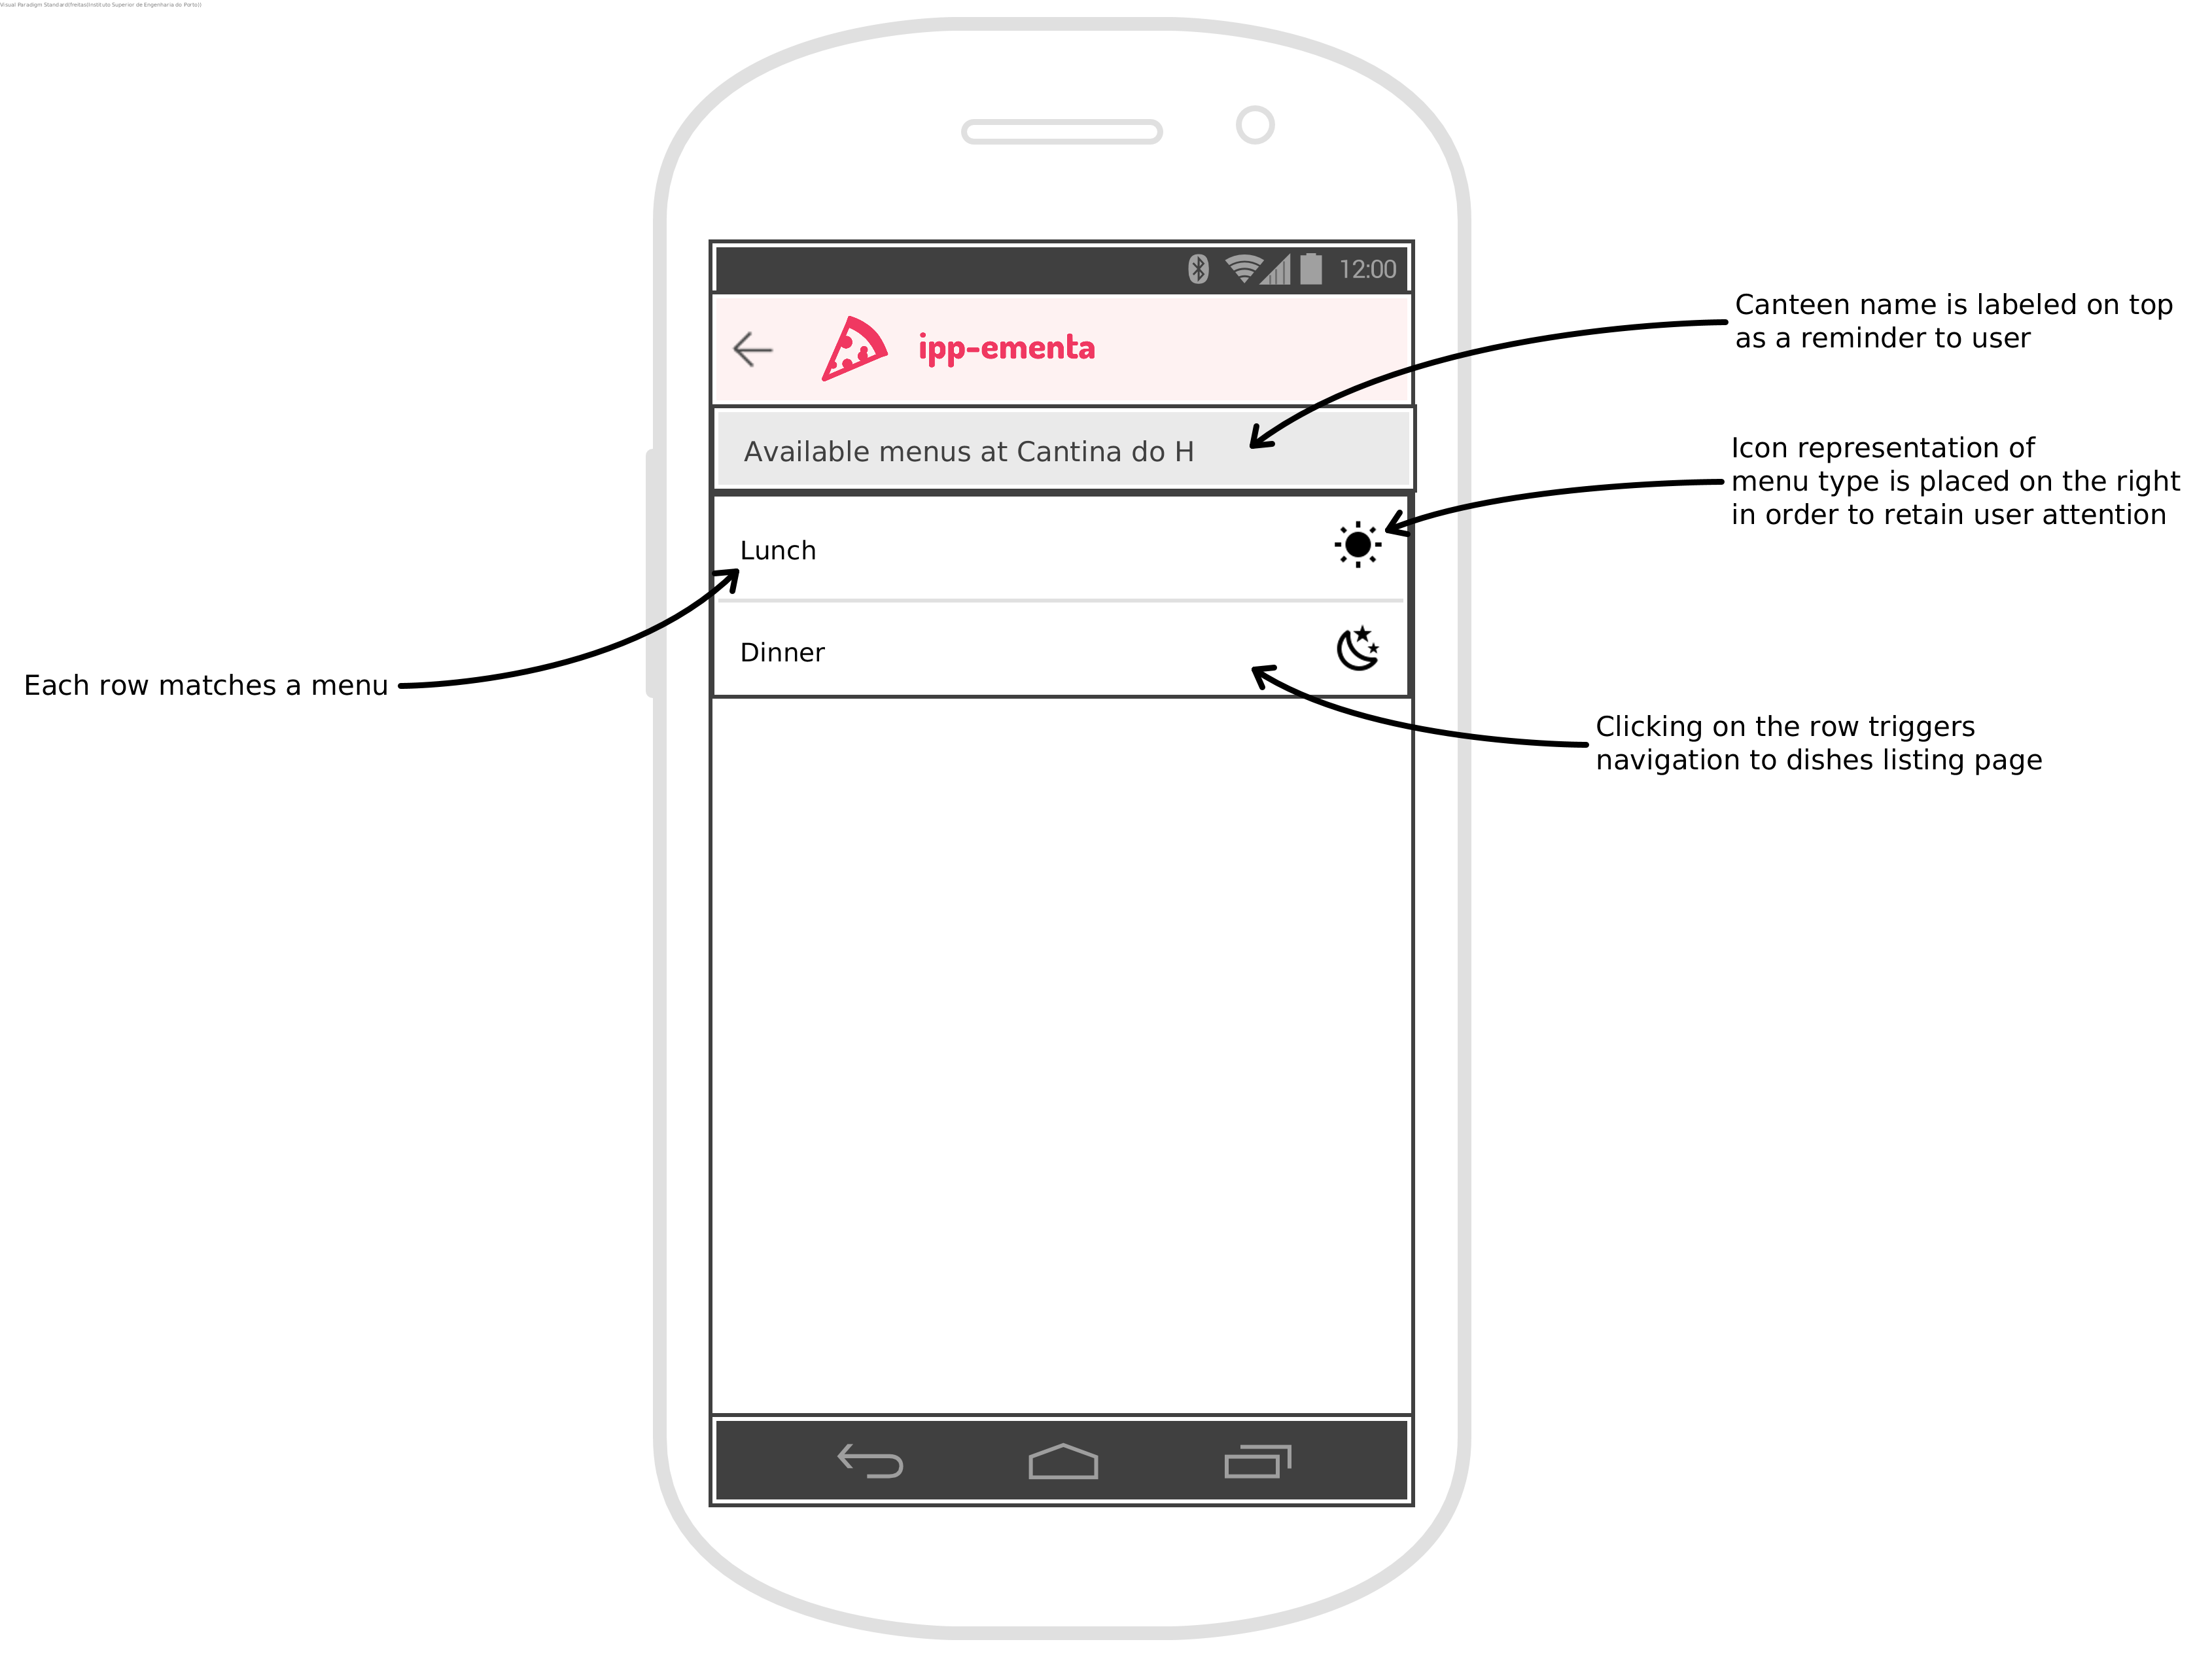 Visual Paradigm Standard(freitas(Instituto Superior de Engenharia do Porto))
12:00
ipp-ementa
Available menus at Cantina do H
Lunch
Dinner
Canteen name is labeled on top
as a reminder to user
Icon representation of
menu type is placed on the right
in order to retain user attention
Each row matches a menu
Clicking on the row triggers
navigation to dishes listing page